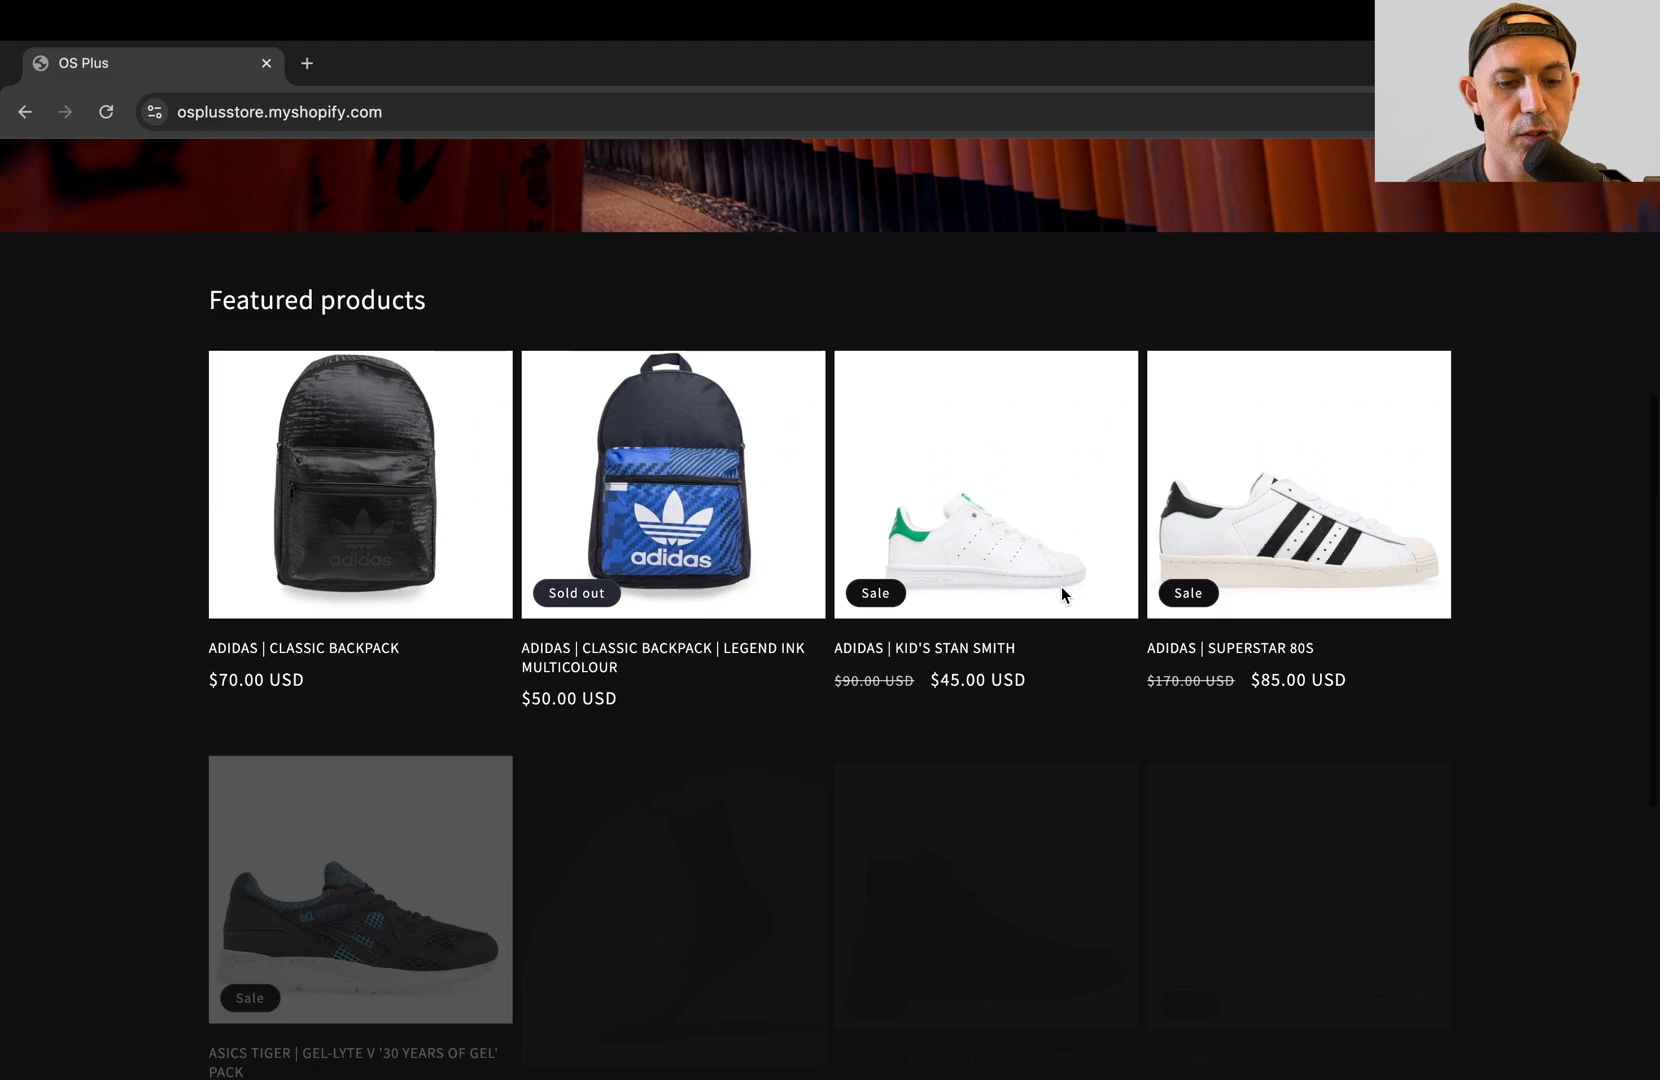 OS Plus
osplusstore.myshopify.com
Featured products
adidas
adidas
Sold out
Sale
Sale
ADIDAS | CLASSIC BACKPACK
$70.00 USD
ADIDAS | CLASSIC BACKPACK | LEGEND INK
MULTICOLOUR
$50.00 USD
ADIDAS | KID'S STAN SMITH
$90.00 USD $45.00 USD
ADIDAS | SUPERSTAR 80S
$170.00 USD $85.00 USD
Sale
ASICS TIGER | GEL-LYTE V '30 YEARS OF GEL'
PACK